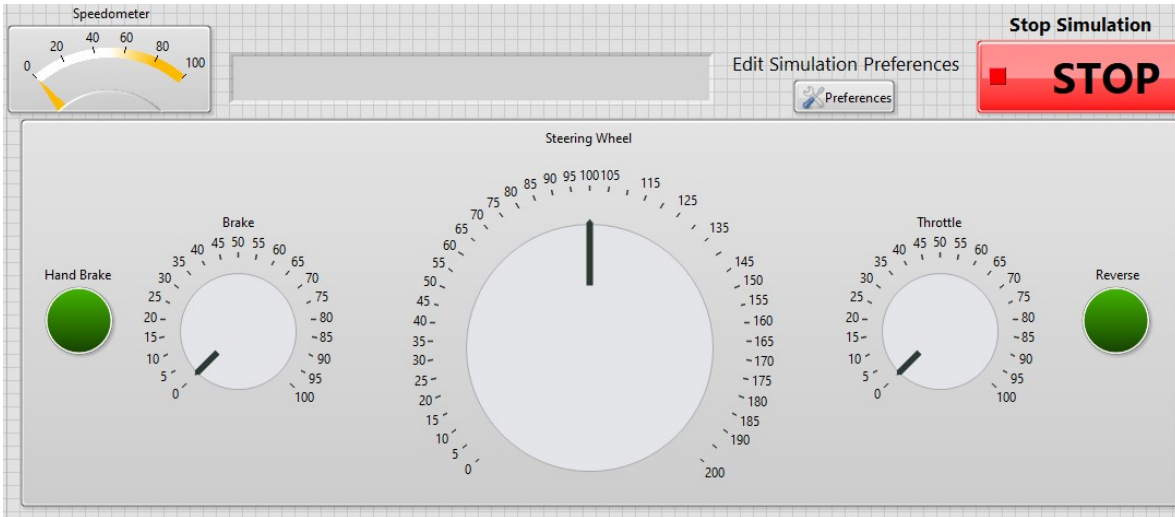 Speedometer
0 20 40 60 80 100
Edit Simulation Preferences
Preferences
Stop Simulation
STOP
Steering Wheel
0 5 10 15 20 25 30 35 40 45 50 55 60 65 70 75 80 85 90 95 100 105 115 125 135 145 150 155 160 165 170 175 180 185 190 200
Hand Brake
Brake
0 5 10 15 20 25 30 35 40 45 50 55 60 65 70 75 80 85 90 95 100
Throttle
0 5 10 15 20 25 30 35 40 45 50 55 60 65 70 75 80 85 90 95 100
Reverse